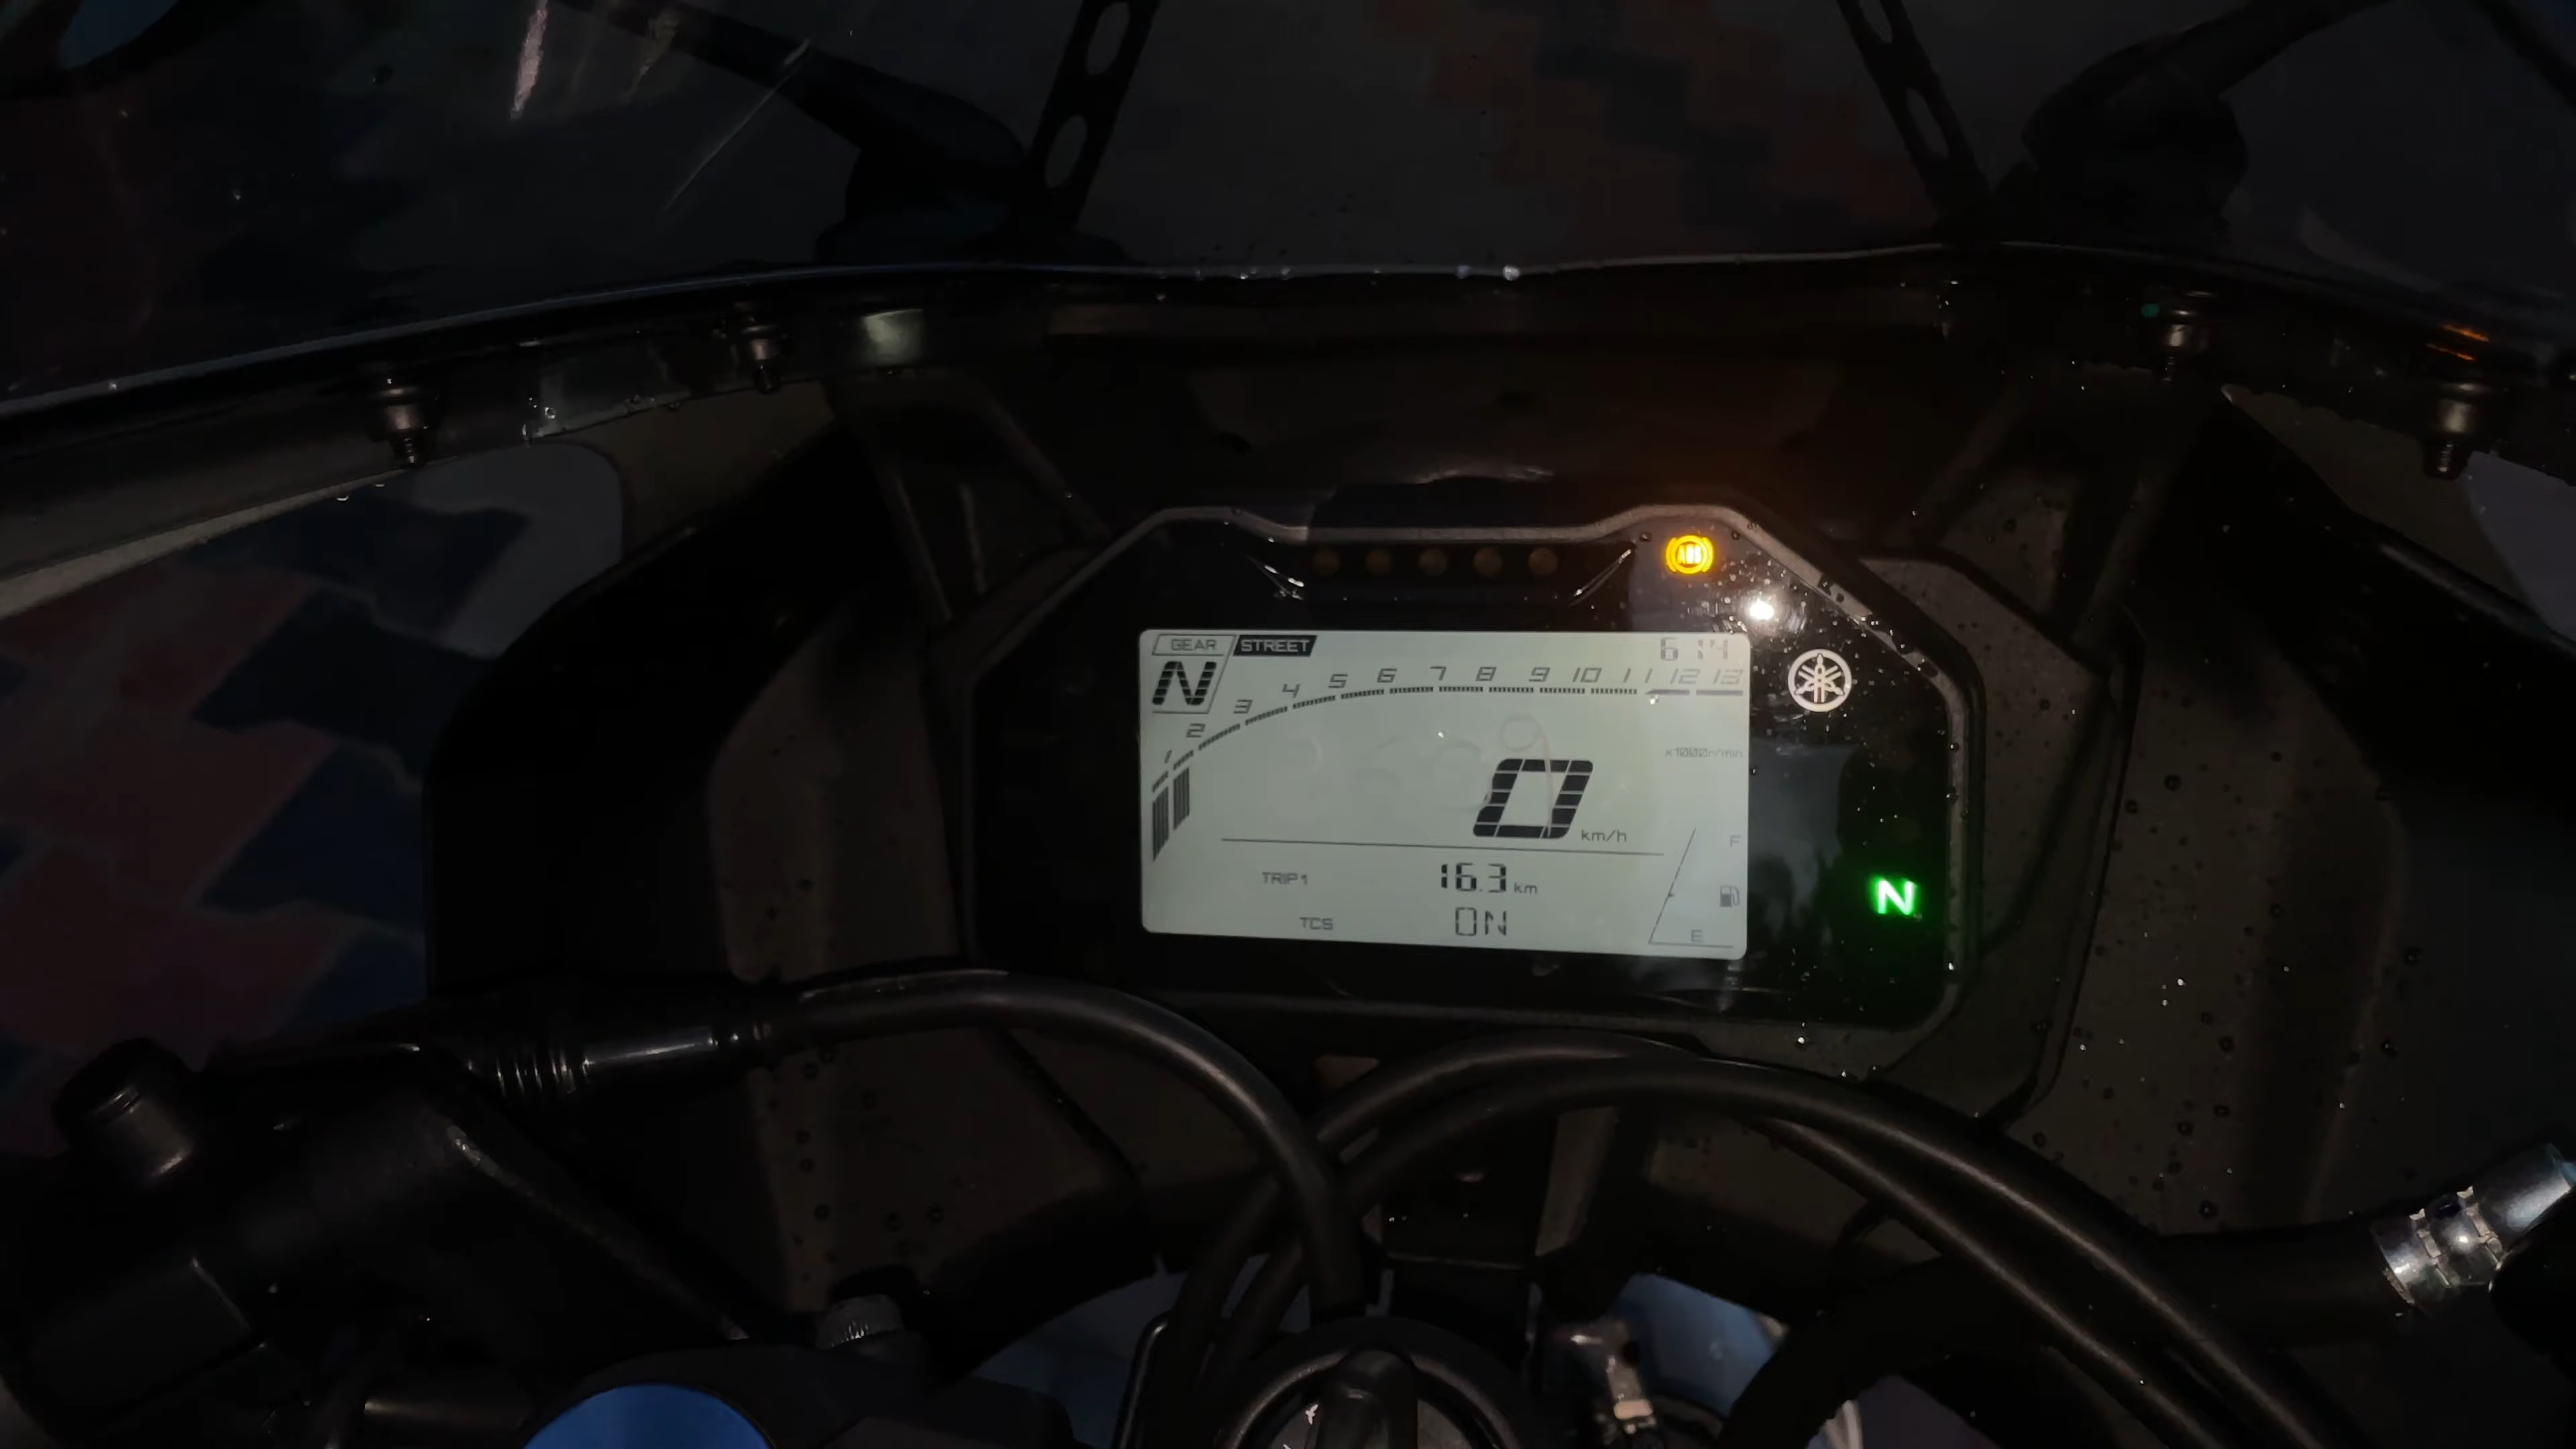 ABS
GEAR STREET 6:14
N
1 2 3 4 5 6 7 8 9 10 11 12 13
x1000r/min
0 km/h
F
TRIP1 16.3 km
N
TCS ON
E